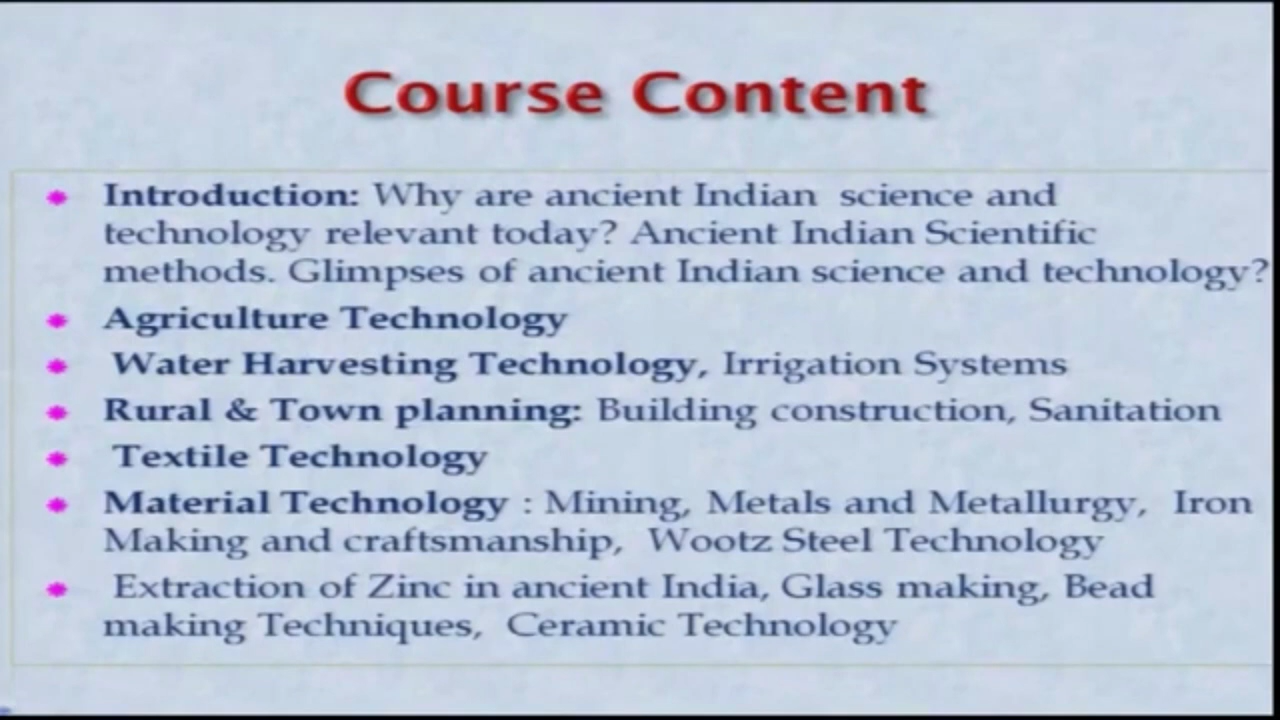 Course Content
Introduction: Why are ancient Indian science and
technology relevant today? Ancient Indian Scientific
methods. Glimpses of ancient Indian science and technology?
Agriculture Technology
Water Harvesting Technology, Irrigation Systems
Rural & Town planning: Building construction, Sanitation
Textile Technology
Material Technology : Mining, Metals and Metallurgy, Iron
Making and craftsmanship, Wootz Steel Technology
Extraction of Zinc in ancient India, Glass making, Bead
making Techniques, Ceramic Technology